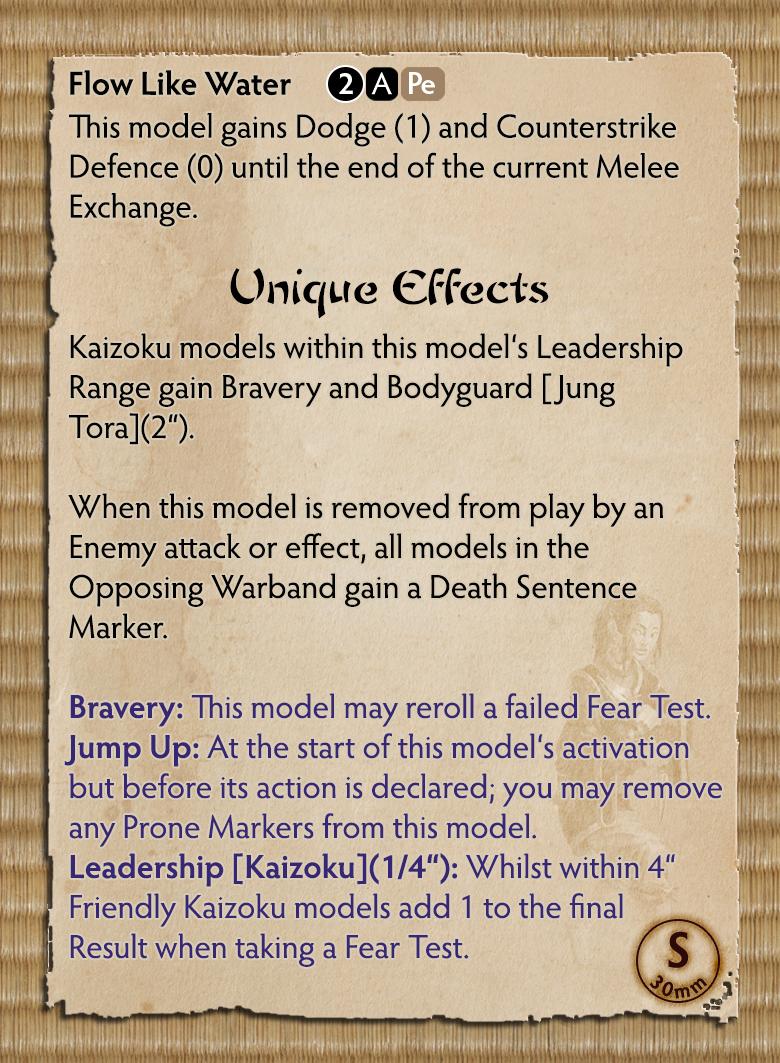 Flow Like Water 2 A Pe
This model gains Dodge (1) and Counterstrike
Defence (0) until the end of the current Melee
Exchange.
Unique Effects
Kaizoku models within this model‘s Leadership
Range gain Bravery and Bodyguard [Jung
Tora](2“).
When this model is removed from play by an
Enemy attack or effect, all models in the
Opposing Warband gain a Death Sentence
Marker.
Bravery: This model may reroll a failed Fear Test.
Jump Up: At the start of this model‘s activation
but before its action is declared; you may remove
any Prone Markers from this model.
Leadership [Kaizoku](1/4“): Whilst within 4“
Friendly Kaizoku models add 1 to the final
Result when taking a Fear Test.
S
30mm